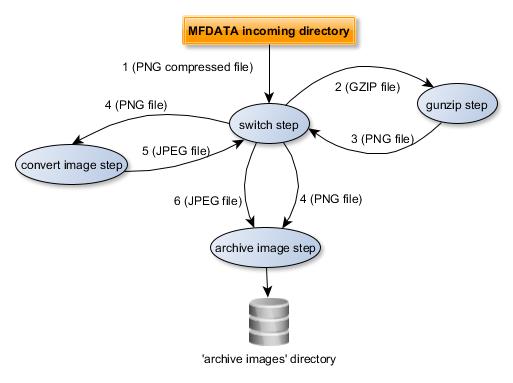 MFDATA incoming directory
1 (PNG compressed file)
2 (GZIP file)
gunzip step
4 (PNG file)
switch step
3 (PNG file)
5 (JPEG file)
convert image step
6 (JPEG file)
4 (PNG file)
archive image step
'archive images' directory